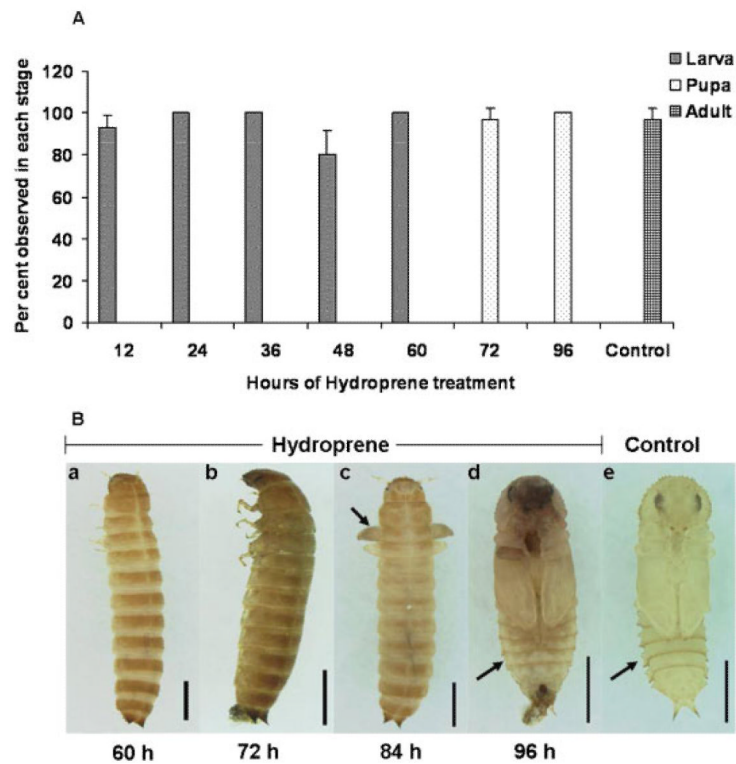 A
Per cent observed in each stage
120
100
80
60
40
20
0
12 24 36 48 60 72 96 Control
Hours of Hydroprene treatment
Larva
Pupa
Adult
B
Hydroprene Control
a b c d e
60 h 72 h 84 h 96 h